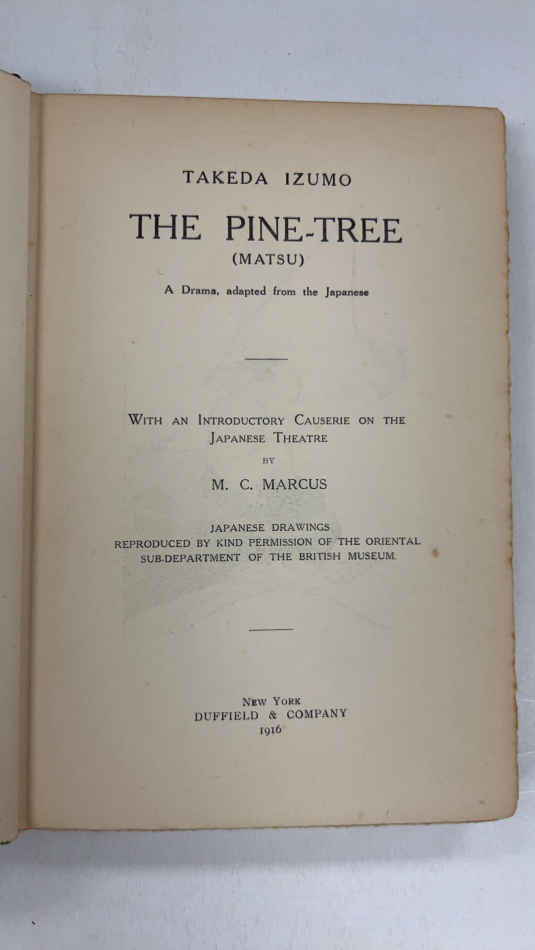 TAKEDA IZUMO
THE PINE-TREE
(MATSU)
A Drama, adapted from the Japanese
WITH AN INTRODUCTORY CAUSERIE ON THE
JAPANESE THEATRE
BY
M. C. MARCUS
JAPANESE DRAWINGS
REPRODUCED BY KIND PERMISSION OF THE ORIENTAL
SUB-DEPARTMENT OF THE BRITISH MUSEUM.
NEW YORK
DUFFIELD & COMPANY
1916